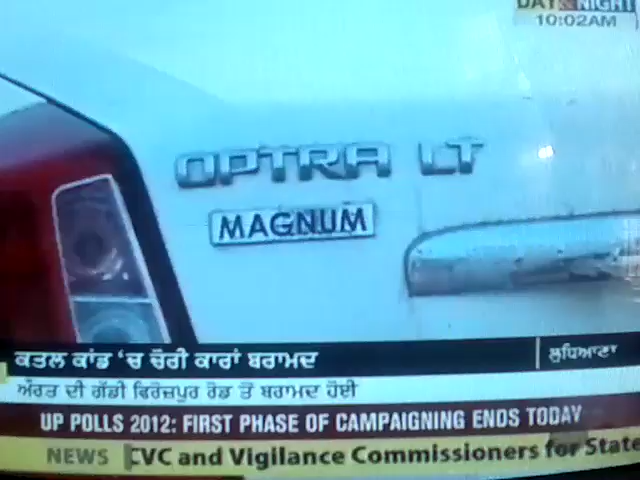 DAY & NIGHT
10:02AM
OPTRA LT
MAGNUM
ਕਤਲ ਕਾਂਡ 'ਚ ਚੋਰੀ ਕਾਰਾਂ ਬਰਾਮਦ
ਲੁਧਿਆਣਾ
ਔਰਤ ਦੀ ਗੱਡੀ ਫਿਰੋਜ਼ਪੁਰ ਰੋਡ ਤੋਂ ਬਰਾਮਦ ਹੋਈ
UP POLLS 2012: FIRST PHASE OF CAMPAIGNING ENDS TODAY
NEWS CVC and Vigilance Commissioners for State